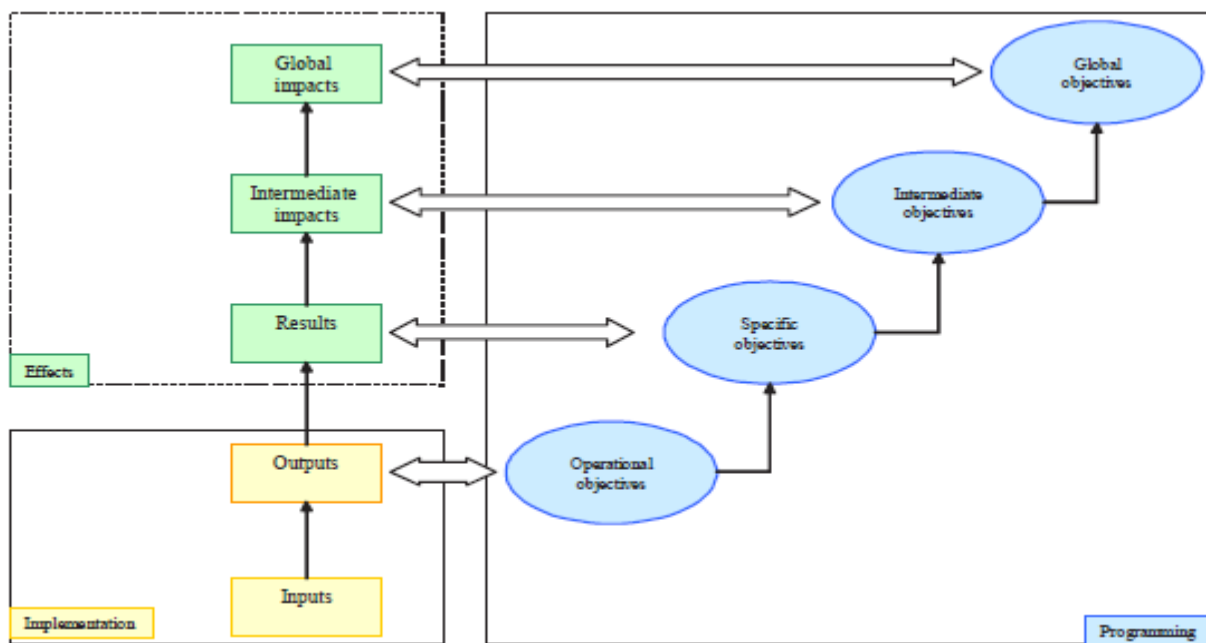 Global
impacts
Global
objectives
Intermediate
impacts
Intermediate
objectives
Results
Specific
objectives
Effects
Outputs
Operational
objectives
Inputs
Implementation
Programming